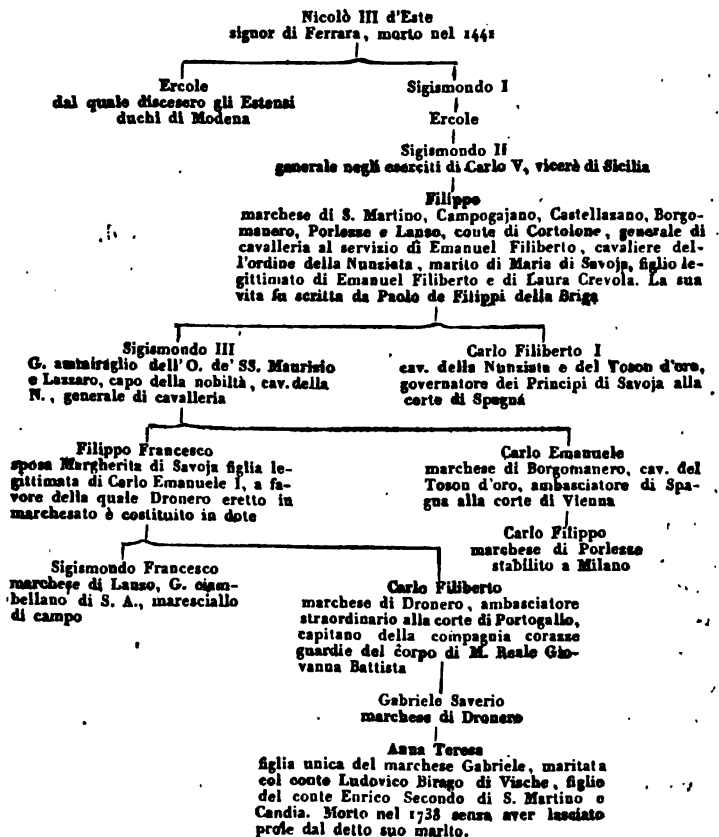 Nicolò III d'Este
signor di Ferrara, morto nel 1441
Ercole
dal quale discesero gli Estensi
duchi di Modena
Sigismondo I
Ercole
Sigismondo II
generale negli eserciti di Carlo V, vicerè di Sicilia
Filippo
marchese di S. Martino, Campogajano, Castellazano, Borgo-
manero, Porlezze e Lanso, conte di Cortolone, generale di
cavalleria al servizio di Emanuel Filiberto, cavaliere del-
l'ordine della Nunziata, marito di Maria di Savoja, figlio le-
gittimato di Emanuel Filiberto e di Laura Crevola. La sua
vita fu scritta da Paolo de Filippi della Briga
Sigismondo III
G. ammiraglio dell'O. de' SS. Maurizio
e Lazzaro, capo della nobiltà, cav. della
N., generale di cavalleria
Carlo Filiberto I
cav. della Nunziata e del Toson d'oro,
governatore dei Principi di Savoja alla
corte di Spagna
Filippo Francesco
sposa Margherita di Savoja figlia le-
gittimata di Carlo Emanuele I, a fa-
vore della quale Dronero eretto in
marchesato è costituito in dote
Carlo Emanuele
marchese di Borgomanero, cav. del
Toson d'oro, ambasciatore di Spa-
gna alla corte di Vienna
Carlo Filippo
marchese di Porlezze
stabilito a Milano
Sigismondo Francesco
marchese di Lanzo, G. ciam-
bellano di S. A., maresciallo
di campo
Carlo Filiberto
marchese di Dronero, ambasciatore
straordinario alla corte di Portogallo,
capitano della compagnia corazze
guardie del corpo di M. Reale Gio-
vanna Battista
Gabriele Saverio
marchese di Dronero
Anna Teresa
figlia unica del marchese Gabriele, maritata
col conte Ludovico Birago di Vische, figlio
del conte Enrico Secondo di S. Martino e
Candia. Morto nel 1738 senza aver lasciato
prole dal detto suo marito.